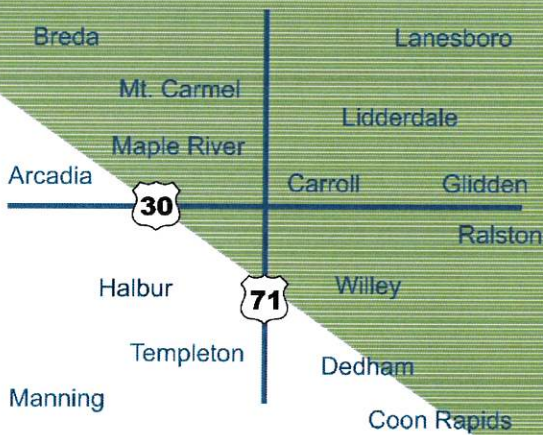 Breda
Lanesboro
Mt. Carmel
Lidderdale
Maple River
Arcadia
Carroll
Glidden
30
Ralston
Halbur
71
Willey
Templeton
Dedham
Manning
Coon Rapids